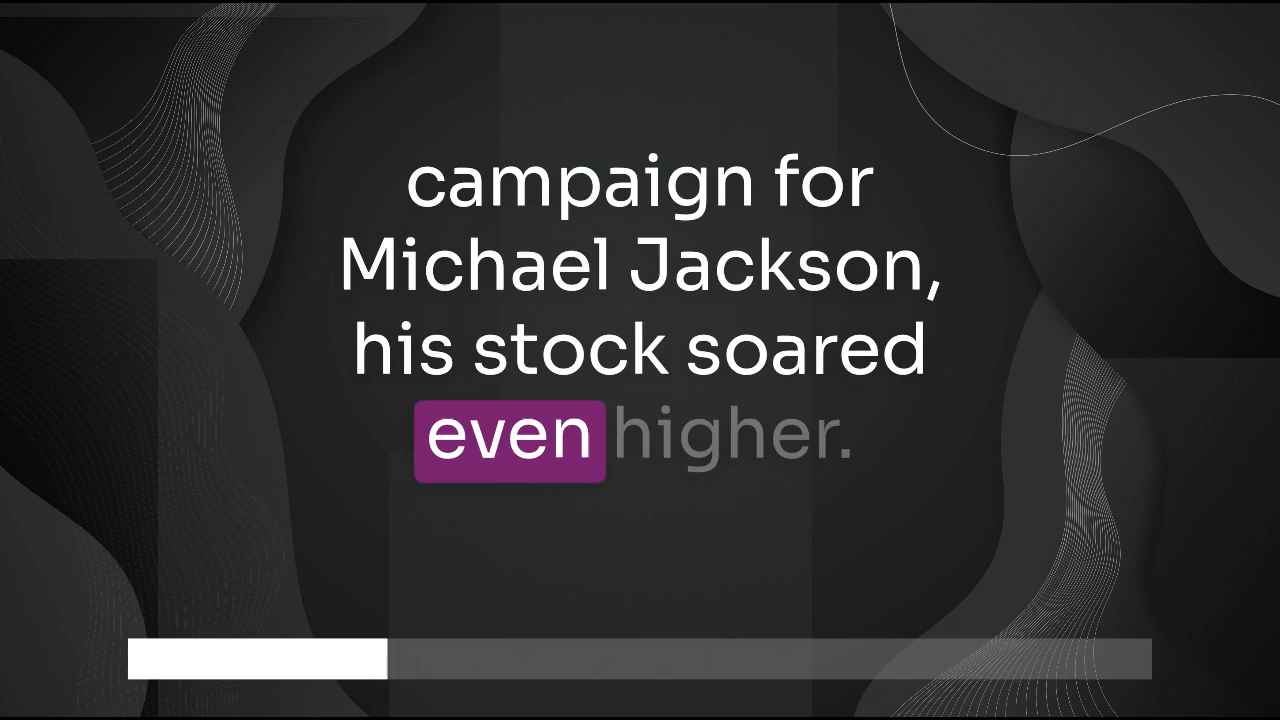 campaign for
Michael Jackson,
his stock soared
even higher.